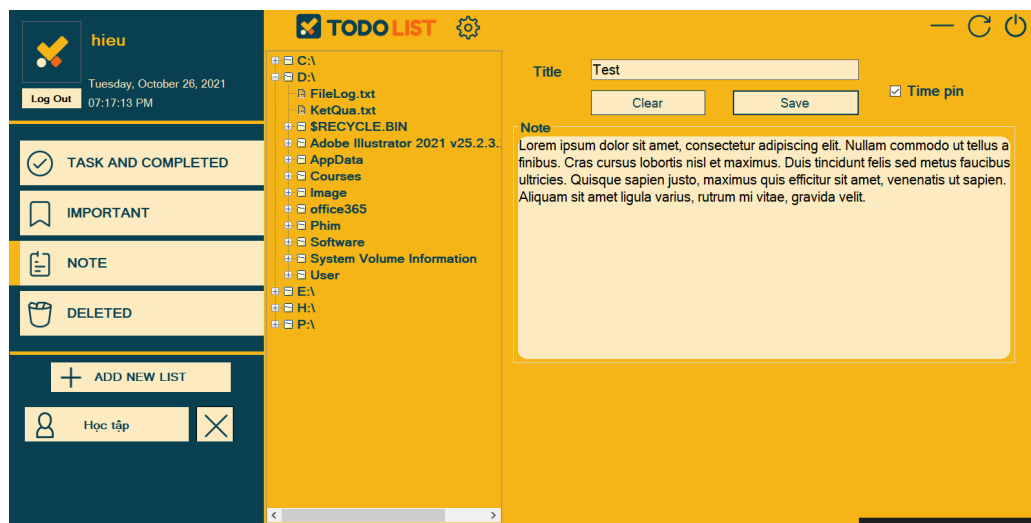 hieu
Tuesday, October 26, 2021
Log Out
07:17:13 PM
TASK AND COMPLETED
IMPORTANT
NOTE
DELETED
ADD NEW LIST
Học tập
TODO LIST
C:\
D:\
FileLog.txt
KetQua.txt
$RECYCLE.BIN
Adobe Illustrator 2021 v25.2.3.
AppData
Courses
Image
office365
Phim
Software
System Volume Information
User
E:\
H:\
P:\
Title
Test
Clear
Save
Time pin
Note
Lorem ipsum dolor sit amet, consectetur adipiscing elit. Nullam commodo ut tellus a
finibus. Cras cursus lobortis nisl et maximus. Duis tincidunt felis sed metus faucibus
ultricies. Quisque sapien justo, maximus quis efficitur sit amet, venenatis ut sapien.
Aliquam sit amet ligula varius, rutrum mi vitae, gravida velit.